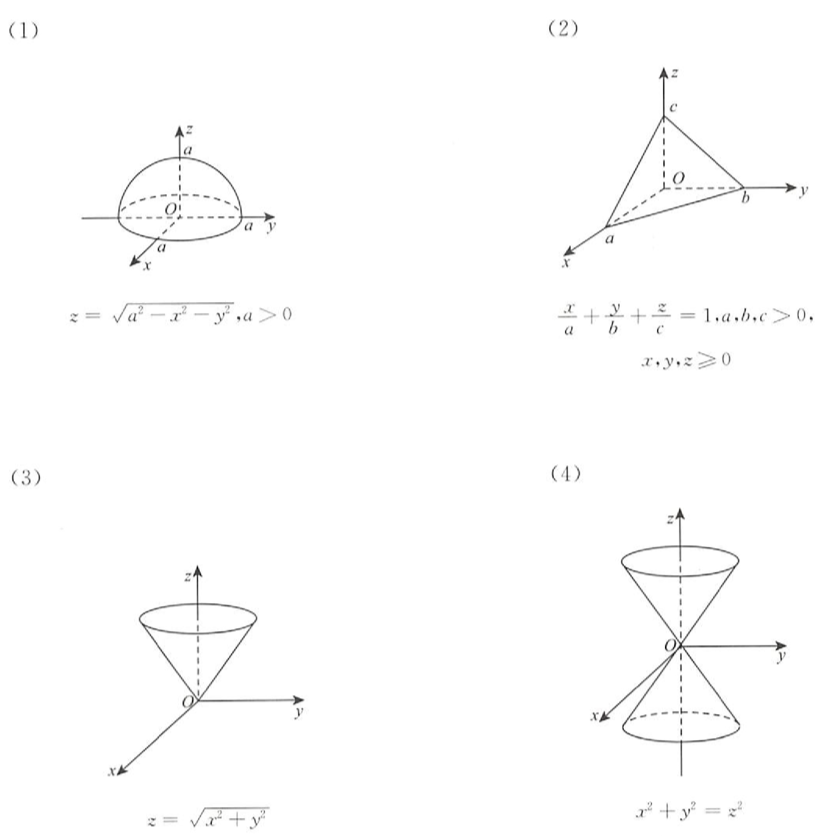 (1)
(2)
z
a
O
a
y
a
x
z
c
O
b
y
a
x
z = √(a² − x² − y²) , a > 0
x/a + y/b + z/c = 1, a, b, c > 0,
x, y, z ⩾ 0
(3)
(4)
z
O
y
x
z
O
y
x
z = √(x² + y²)
x² + y² = z²